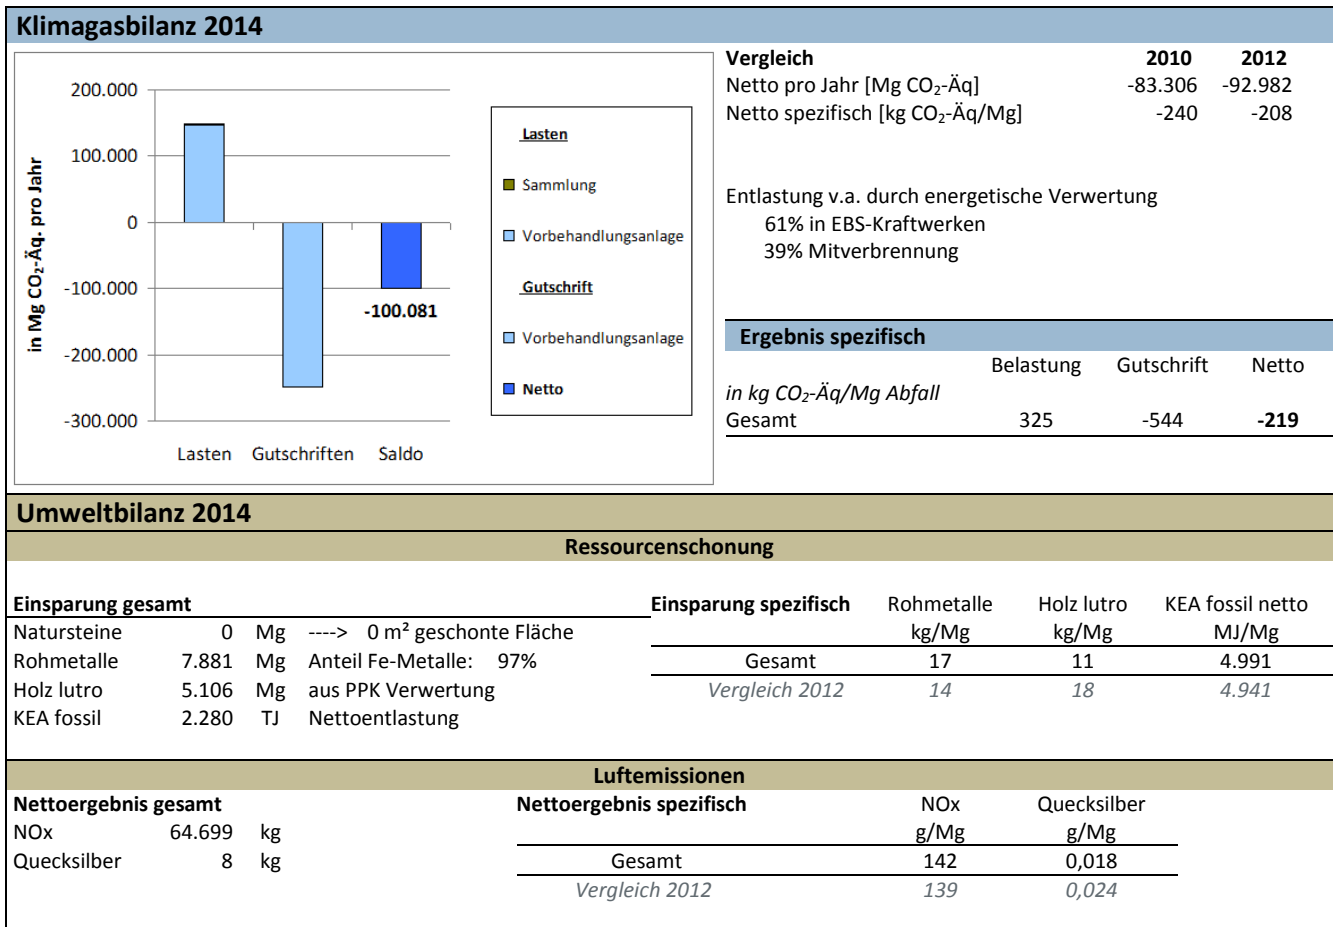 Klimagasbilanz 2014
in Mg CO₂-Äq. pro Jahr
200.000
100.000
0
-100.000
-200.000
-300.000
-100.081
Lasten Gutschriften Saldo
Lasten
Sammlung
Vorbehandlungsanlage
Gutschrift
Vorbehandlungsanlage
Netto
Vergleich 2010 2012
Netto pro Jahr [Mg CO₂-Äq] -83.306 -92.982
Netto spezifisch [kg CO₂-Äq/Mg] -240 -208
Entlastung v.a. durch energetische Verwertung
61% in EBS-Kraftwerken
39% Mitverbrennung
Ergebnis spezifisch
Belastung Gutschrift Netto
in kg CO₂-Äq/Mg Abfall
Gesamt 325 -544 -219
Umweltbilanz 2014
Ressourcenschonung
Einsparung gesamt
Natursteine 0 Mg ----> 0 m² geschonte Fläche
Rohmetalle 7.881 Mg Anteil Fe-Metalle: 97%
Holz lutro 5.106 Mg aus PPK Verwertung
KEA fossil 2.280 TJ Nettoentlastung
Einsparung spezifisch Rohmetalle Holz lutro KEA fossil netto
kg/Mg kg/Mg MJ/Mg
Gesamt 17 11 4.991
Vergleich 2012 14 18 4.941
Luftemissionen
Nettoergebnis gesamt
NOx 64.699 kg
Quecksilber 8 kg
Nettoergebnis spezifisch NOx Quecksilber
g/Mg g/Mg
Gesamt 142 0,018
Vergleich 2012 139 0,024